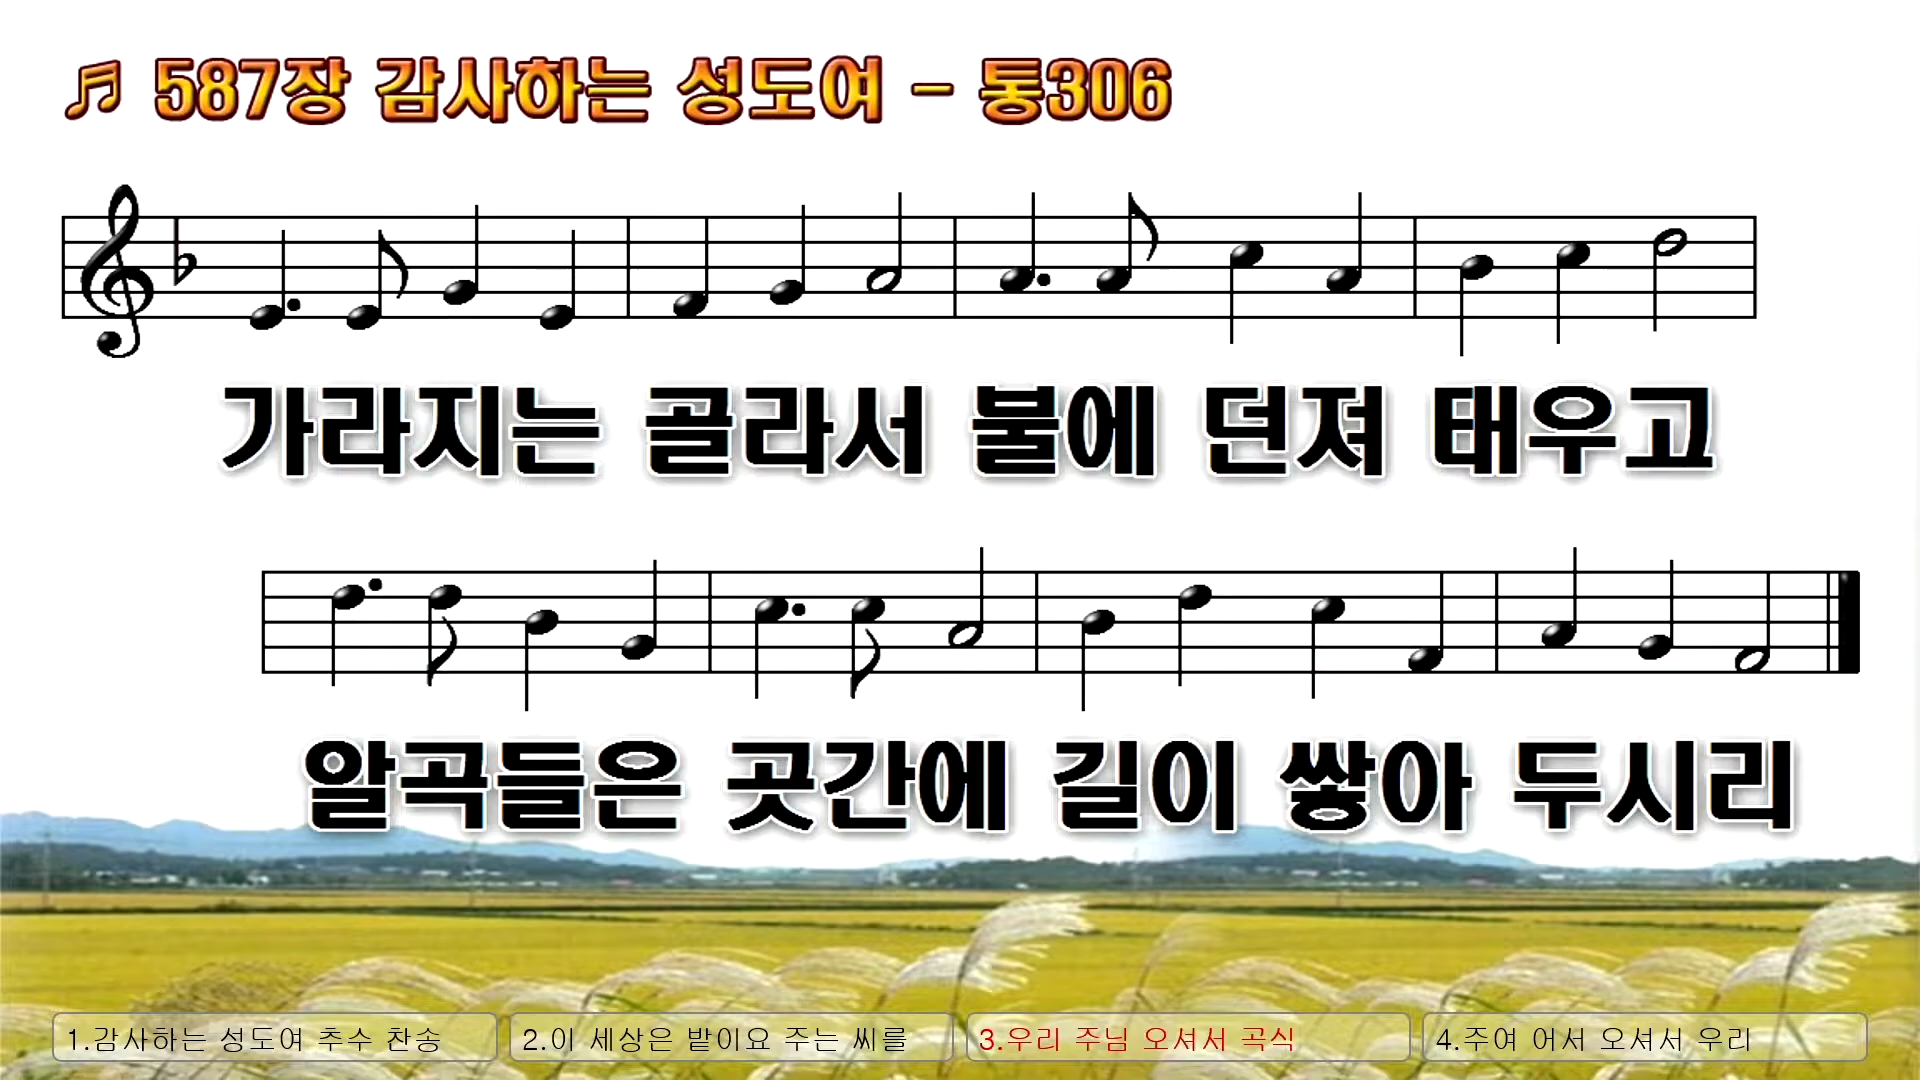 587장 감사하는 성도여 - 통306
가라지는 골라서 불에 던져 태우고
알곡들은 곳간에 길이 쌓아 두시리
1.감사하는 성도여 추수 찬송
2.이 세상은 밭이요 주는 씨를
3.우리 주님 오셔서 곡식
4.주여 어서 오셔서 우리